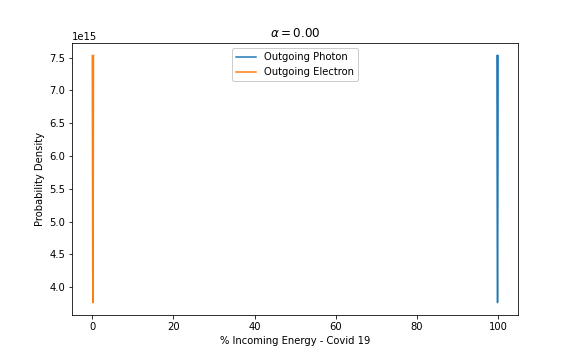 α = 0.00
1e15
Outgoing Photon
Outgoing Electron
7.5
7.0
6.5
6.0
5.5
5.0
4.5
4.0
Probability Density
0 20 40 60 80 100
% Incoming Energy - Covid 19